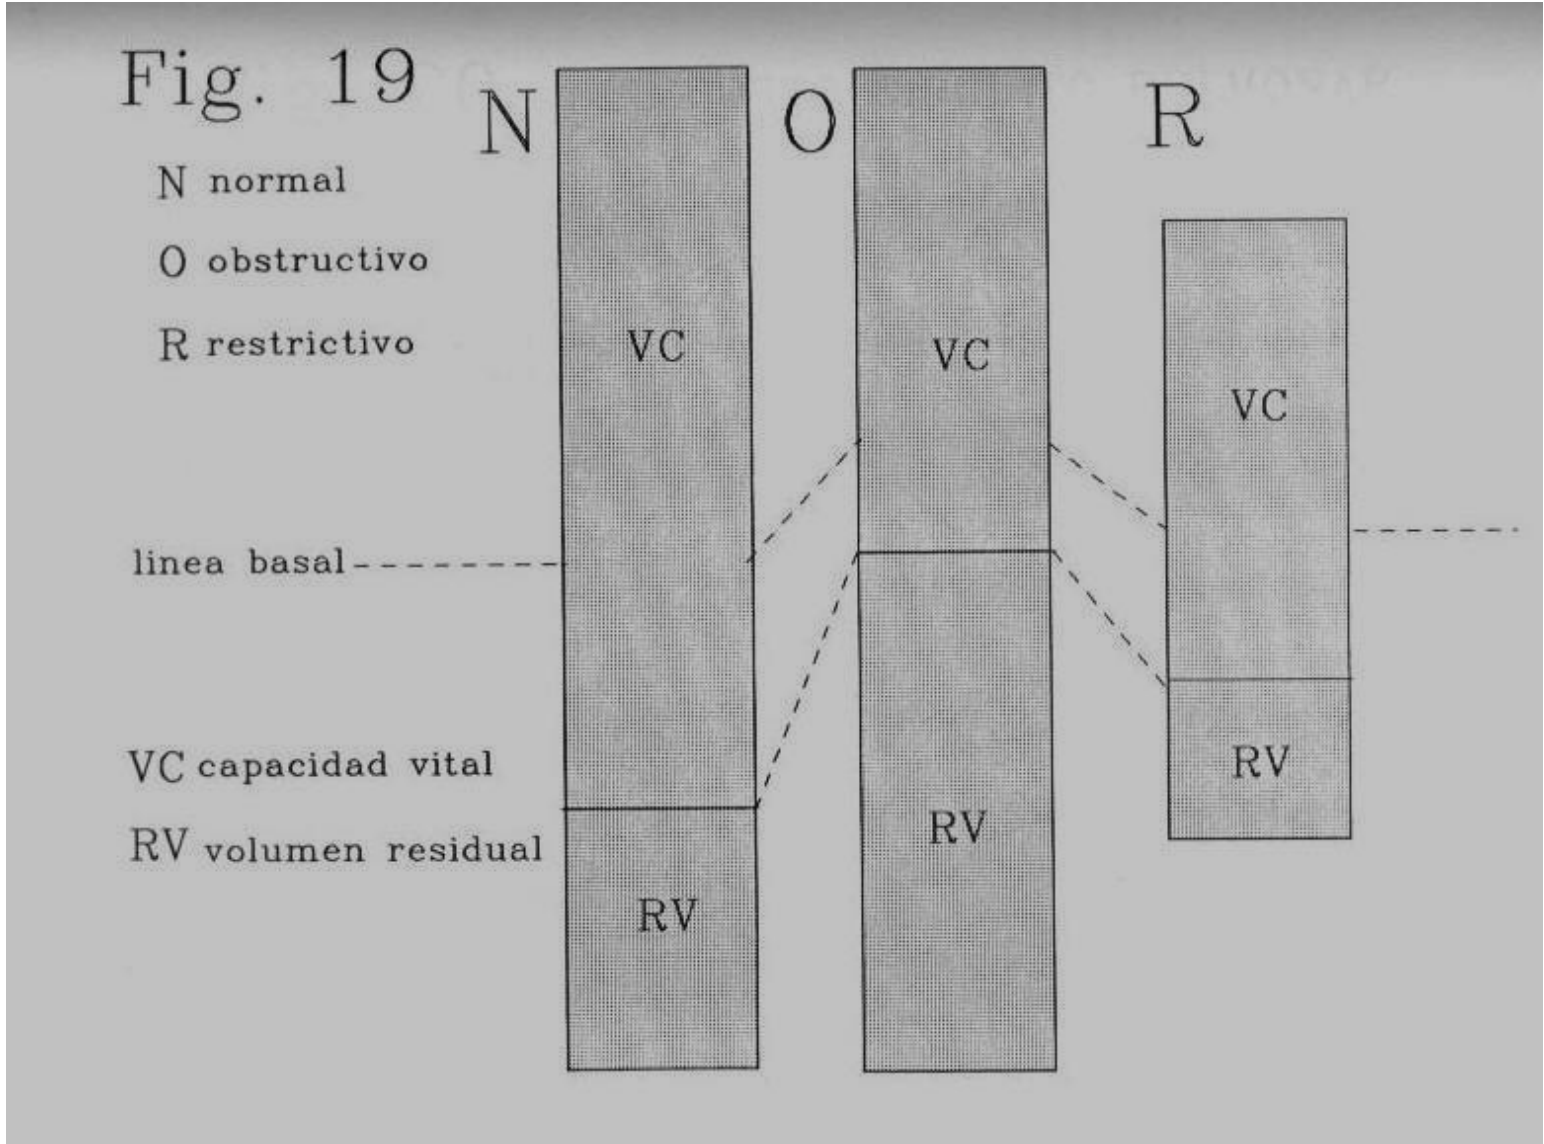 Fig. 19
N
O
R
N normal
O obstructivo
R restrictivo
VC
VC
VC
linea basal
VC capacidad vital
RV volumen residual
RV
RV
RV